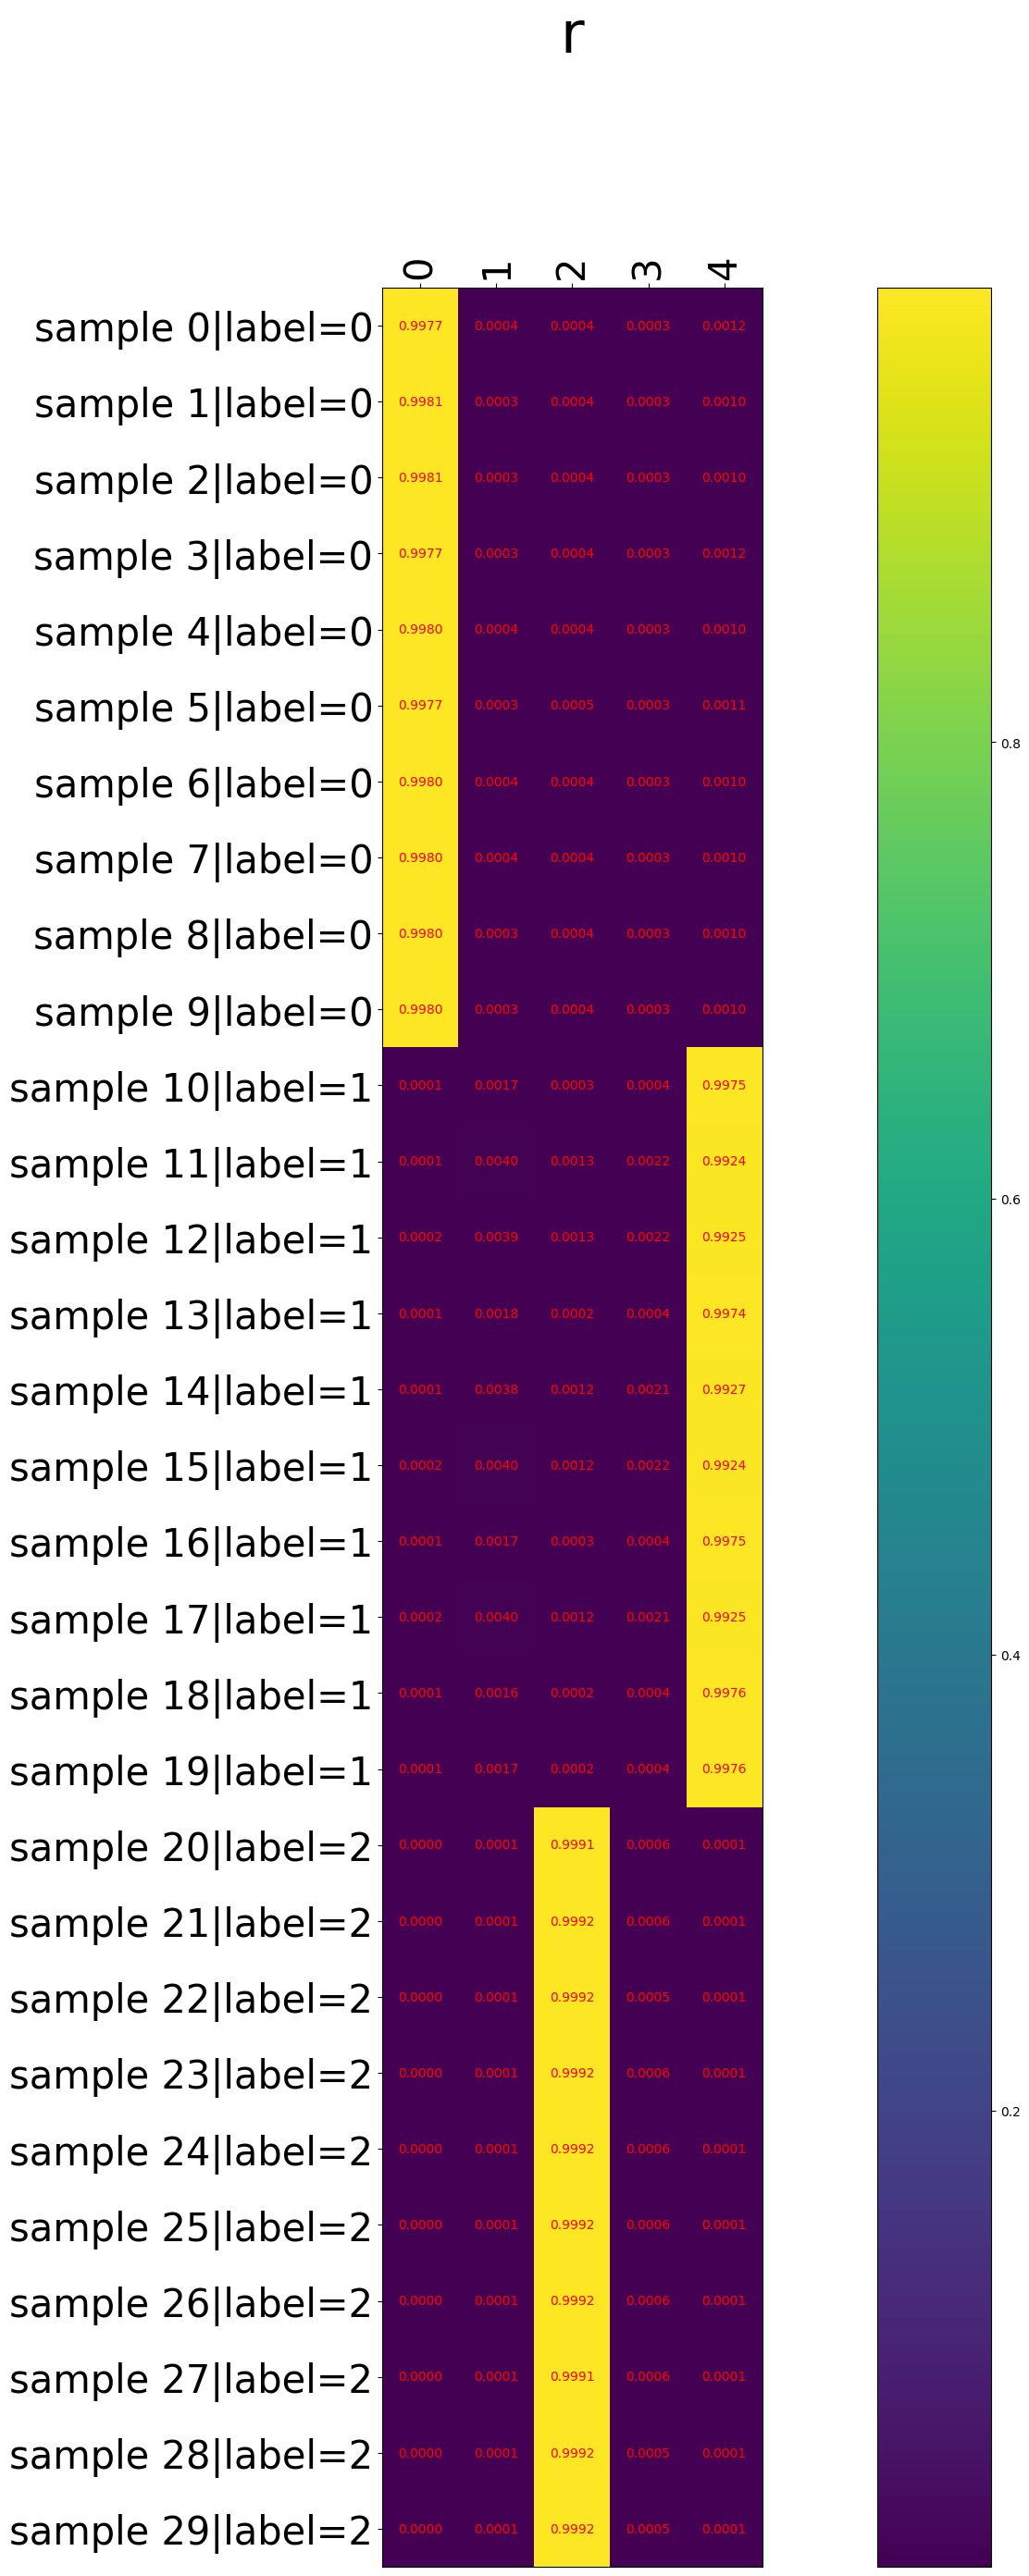 r
0 1 2 3 4
sample 0|label=0 0.9977 0.0004 0.0004 0.0003 0.0012
sample 1|label=0 0.9981 0.0003 0.0004 0.0003 0.0010
sample 2|label=0 0.9981 0.0003 0.0004 0.0003 0.0010
sample 3|label=0 0.9977 0.0003 0.0004 0.0003 0.0012
sample 4|label=0 0.9980 0.0004 0.0004 0.0003 0.0010
sample 5|label=0 0.9977 0.0003 0.0005 0.0003 0.0011
0.8
sample 6|label=0 0.9980 0.0004 0.0004 0.0003 0.0010
sample 7|label=0 0.9980 0.0004 0.0004 0.0003 0.0010
sample 8|label=0 0.9980 0.0003 0.0004 0.0003 0.0010
sample 9|label=0 0.9980 0.0003 0.0004 0.0003 0.0010
sample 10|label=1 0.0001 0.0017 0.0003 0.0004 0.9975
sample 11|label=1 0.0001 0.0040 0.0013 0.0022 0.9924
0.6
sample 12|label=1 0.0002 0.0039 0.0013 0.0022 0.9925
sample 13|label=1 0.0001 0.0018 0.0002 0.0004 0.9974
sample 14|label=1 0.0001 0.0038 0.0012 0.0021 0.9927
sample 15|label=1 0.0002 0.0040 0.0012 0.0022 0.9924
sample 16|label=1 0.0001 0.0017 0.0003 0.0004 0.9975
sample 17|label=1 0.0002 0.0040 0.0012 0.0021 0.9925
0.4
sample 18|label=1 0.0001 0.0016 0.0002 0.0004 0.9976
sample 19|label=1 0.0001 0.0017 0.0002 0.0004 0.9976
sample 20|label=2 0.0000 0.0001 0.9991 0.0006 0.0001
sample 21|label=2 0.0000 0.0001 0.9992 0.0006 0.0001
sample 22|label=2 0.0000 0.0001 0.9992 0.0005 0.0001
sample 23|label=2 0.0000 0.0001 0.9992 0.0006 0.0001
0.2
sample 24|label=2 0.0000 0.0001 0.9992 0.0006 0.0001
sample 25|label=2 0.0000 0.0001 0.9992 0.0006 0.0001
sample 26|label=2 0.0000 0.0001 0.9992 0.0006 0.0001
sample 27|label=2 0.0000 0.0001 0.9991 0.0006 0.0001
sample 28|label=2 0.0000 0.0001 0.9992 0.0005 0.0001
sample 29|label=2 0.0000 0.0001 0.9992 0.0005 0.0001